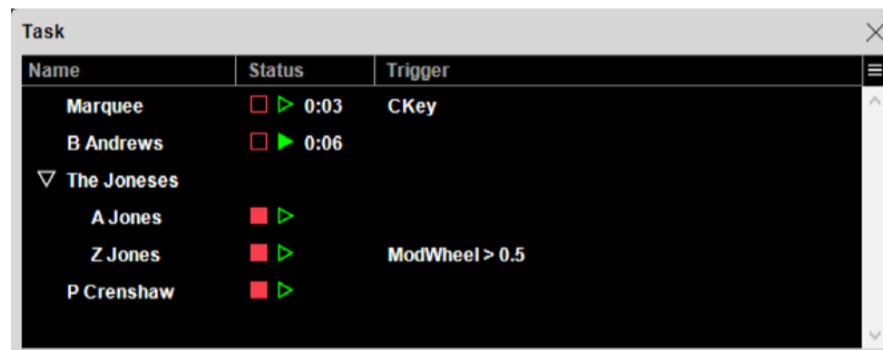 Task
Name Status Trigger
Marquee 0:03 CKey
B Andrews 0:06
The Joneses
A Jones
Z Jones ModWheel > 0.5
P Crenshaw